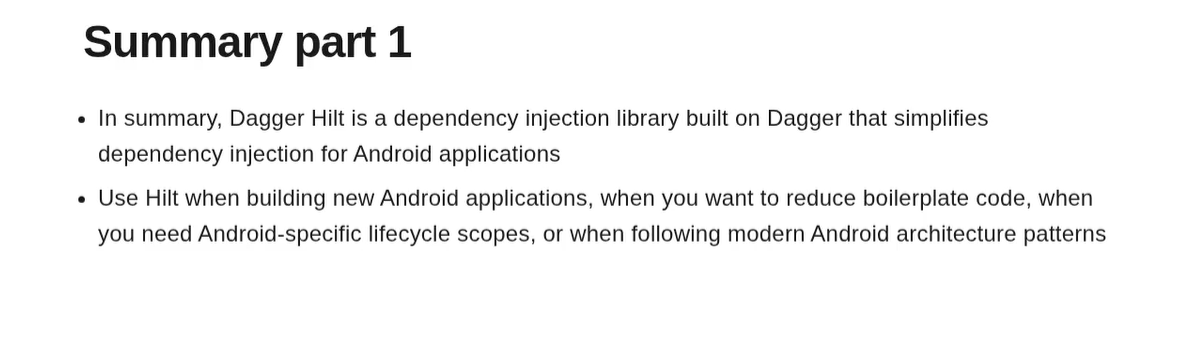 Summary part 1
• In summary, Dagger Hilt is a dependency injection library built on Dagger that simplifies
dependency injection for Android applications
• Use Hilt when building new Android applications, when you want to reduce boilerplate code, when
you need Android-specific lifecycle scopes, or when following modern Android architecture patterns